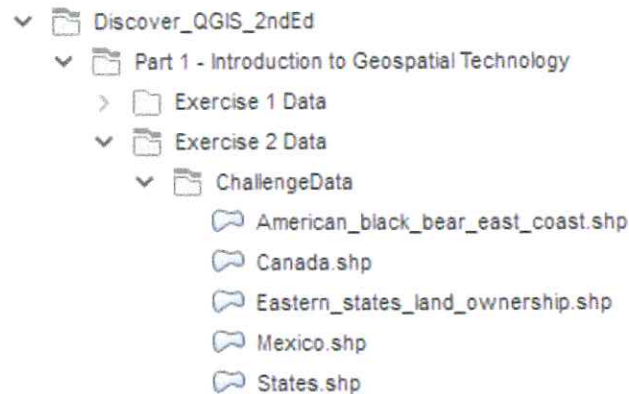 Discover_QGIS_2ndEd
Part 1 - Introduction to Geospatial Technology
Exercise 1 Data
Exercise 2 Data
ChallengeData
American_black_bear_east_coast.shp
Canada.shp
Eastern_states_land_ownership.shp
Mexico.shp
States.shp